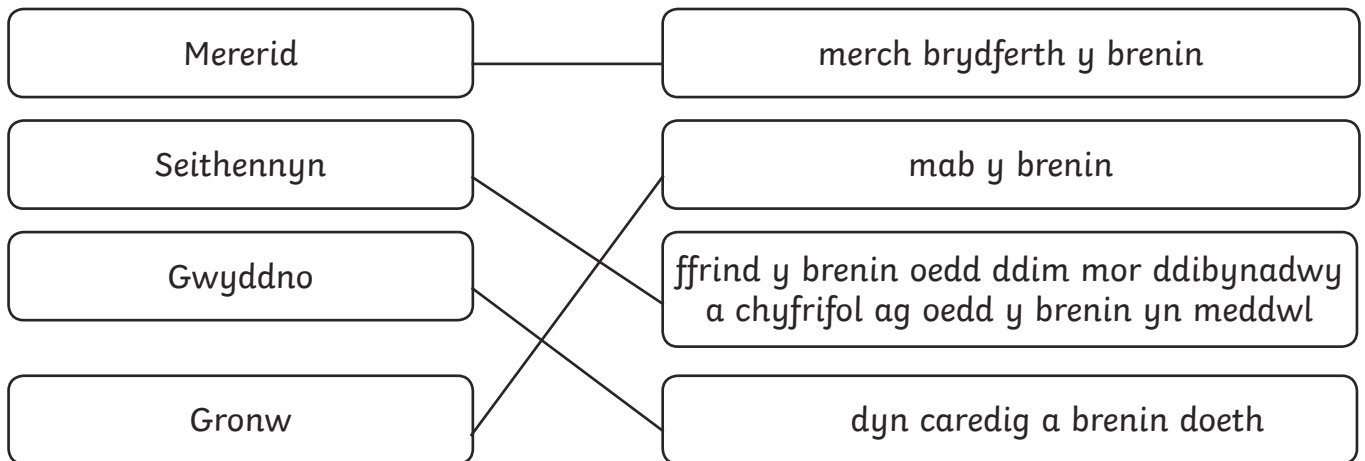 Mererid
merch brydferth y brenin
Seithennyn
mab y brenin
Gwyddno
ffrind y brenin oedd ddim mor ddibynadwy
a chyfrifol ag oedd y brenin yn meddwl
Gronw
dyn caredig a brenin doeth